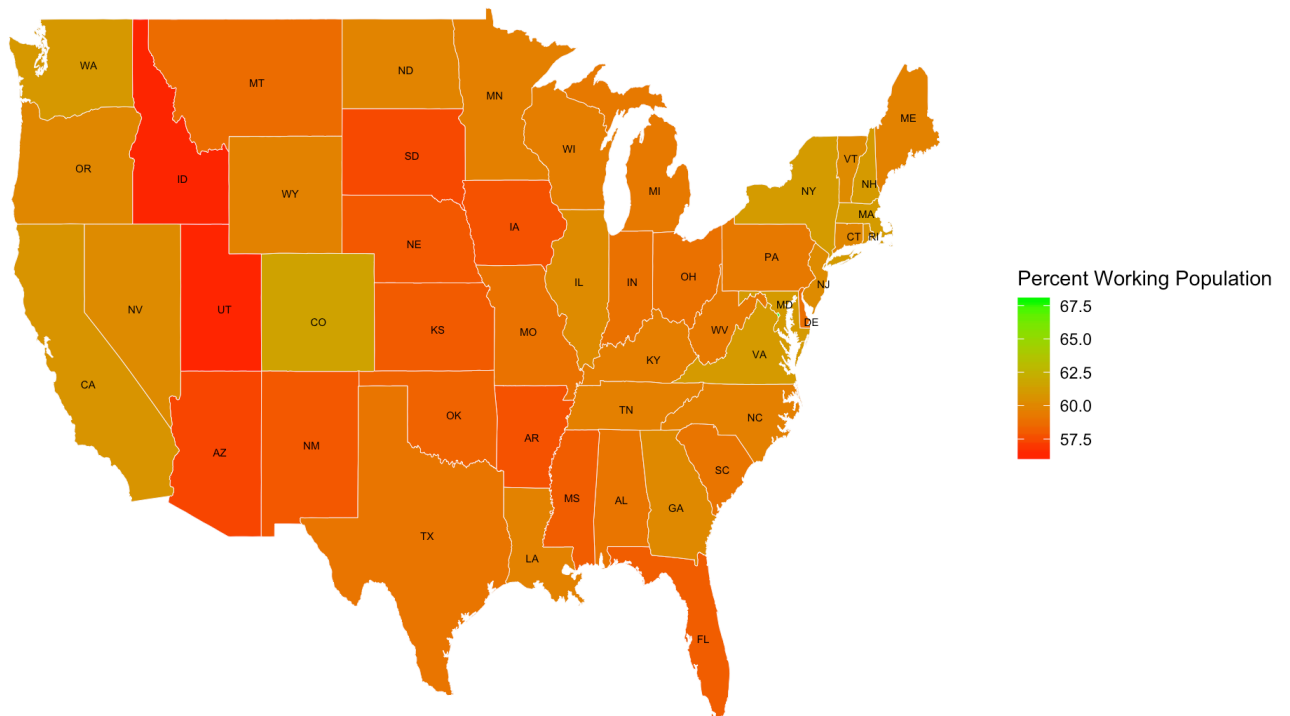 WA
MT
ND
MN
ME
OR
ID
SD
WI
VT
NH
WY
MI
NY
MA
NE
IA
CT
RI
PA
NV
UT
CO
IL
IN
OH
NJ
MD
DE
KS
MO
WV
VA
KY
CA
AZ
NM
OK
AR
TN
NC
SC
TX
LA
MS
AL
GA
FL
Percent Working Population
67.5
65.0
62.5
60.0
57.5